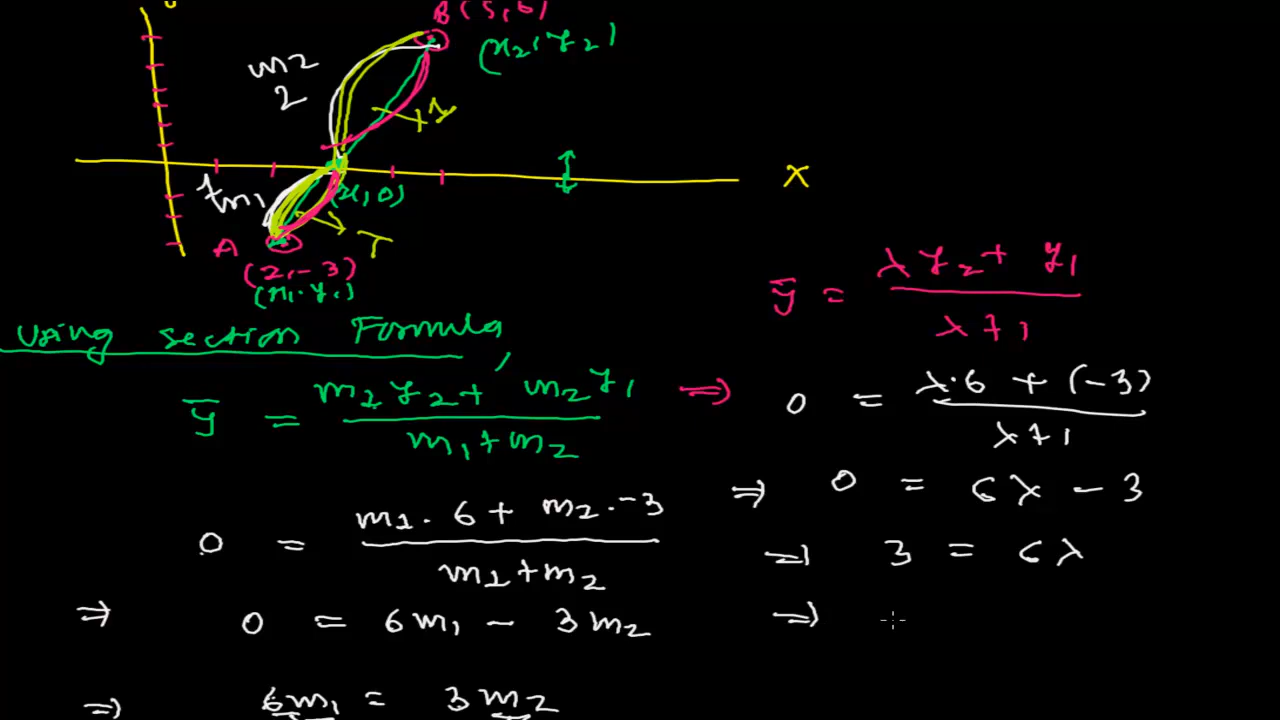 B(5,6)
(x2, y2)
m2
2
1
X
1 m1
(x, 0)
A
T
(2, -3)
(x1, y1)
ȳ = λy2 + y1 / λ+1
Using section Formula,
ȳ = m2y2 + m2y1 / m1+m2
⇒ 0 = λ·6 + (-3) / λ+1
0 = m1· 6 + m2·-3 / m1+m2
⇒ 0 = 6λ - 3
⇒ 3 = 6λ
⇒ 0 = 6m1 - 3m2
⇒
⇒ 6m1 = 3m2